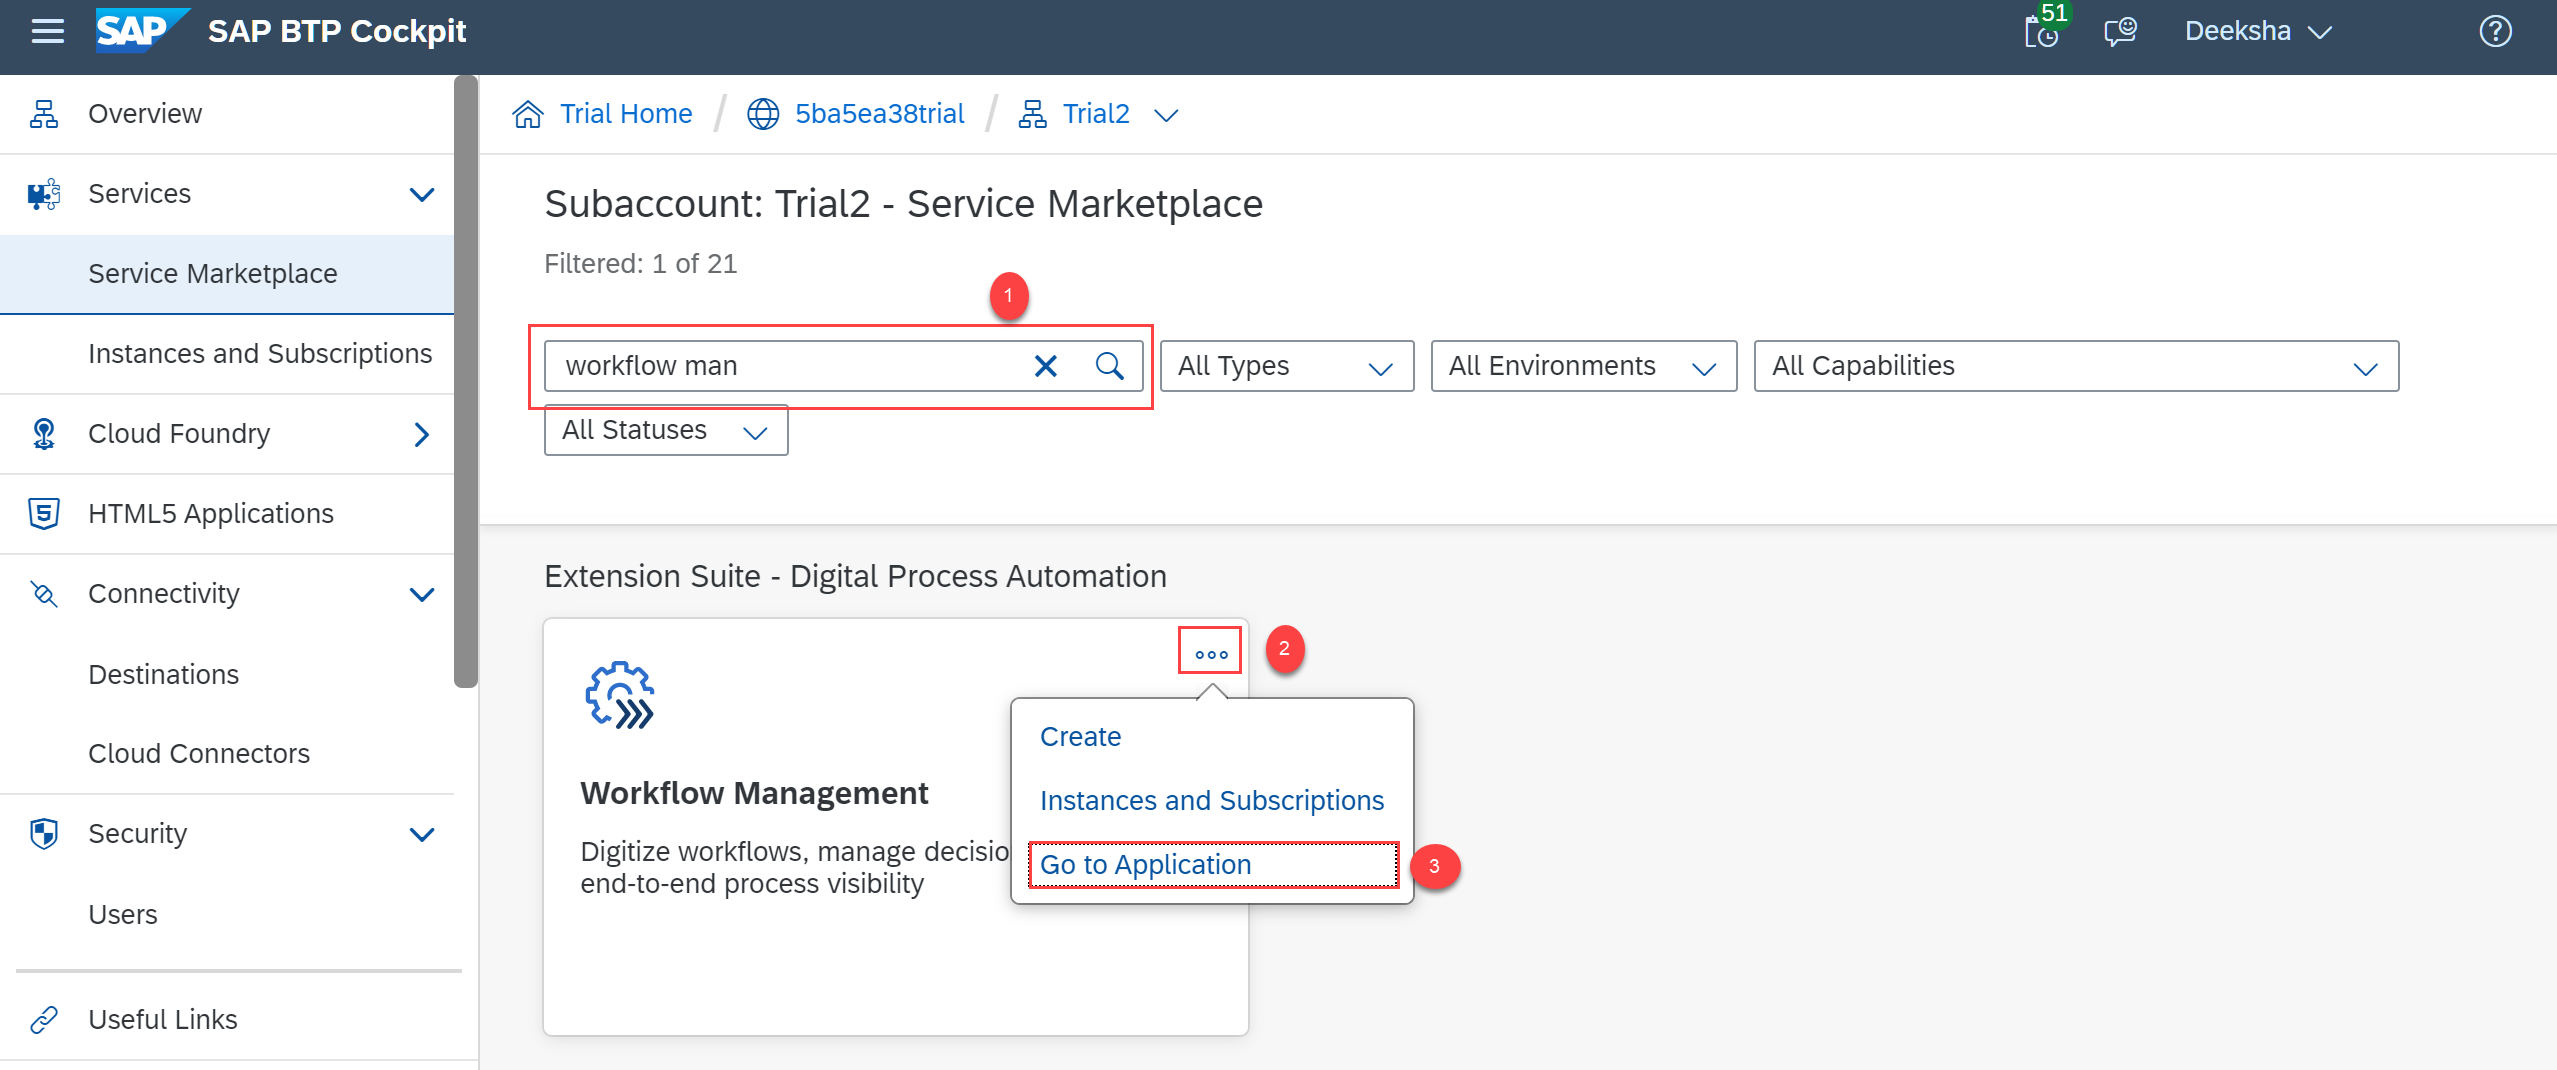 SAP SAP BTP Cockpit 51 Deeksha
Overview
Services
Service Marketplace
Instances and Subscriptions
Cloud Foundry
HTML5 Applications
Connectivity
Destinations
Cloud Connectors
Security
Users
Useful Links
Trial Home / 5ba5ea38trial / Trial2
Subaccount: Trial2 - Service Marketplace
Filtered: 1 of 21
1
workflow man All Types All Environments All Capabilities
All Statuses
Extension Suite - Digital Process Automation
2
Workflow Management
Digitize workflows, manage decisio
end-to-end process visibility
Create
Instances and Subscriptions
Go to Application 3